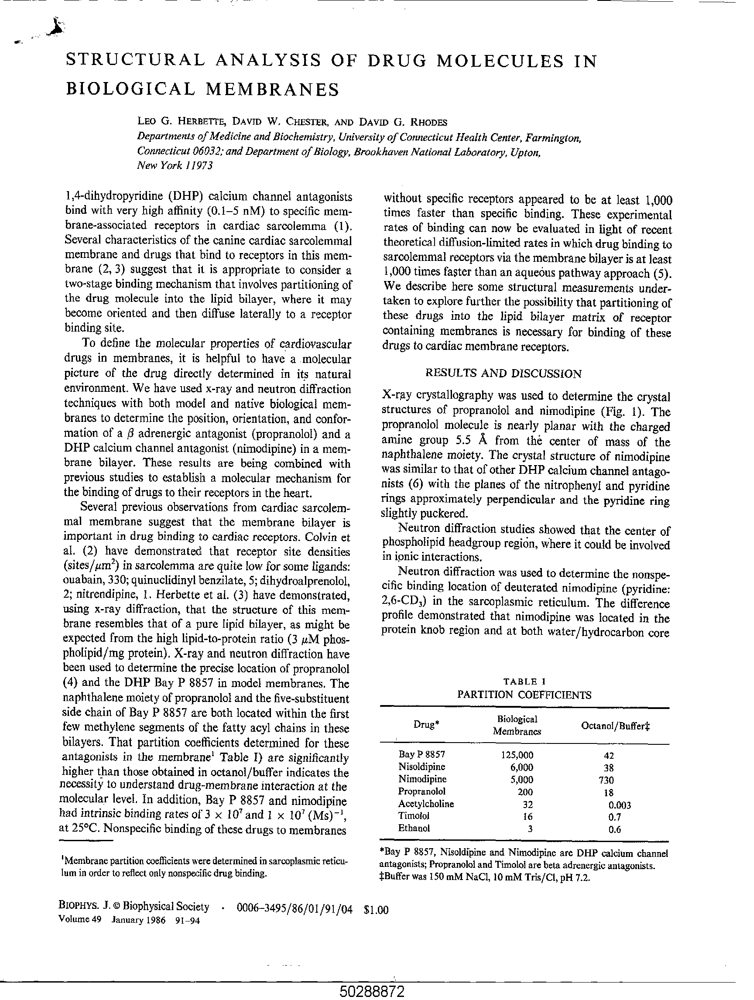 STRUCTURAL ANALYSIS OF DRUG MOLECULES IN
BIOLOGICAL MEMBRANES
LEO G. HERBETTE, DAVID W. CHESTER, AND DAVID G. RHODES
Departments of Medicine and Biochemistry, University of Connecticut Health Center, Farmington,
Connecticut 06032; and Department of Biology, Brookhaven National Laboratory, Upton,
New York 11973
1,4-dihydropyridine (DHP) calcium channel antagonists
bind with very high affinity (0.1–5 nM) to specific mem-
brane-associated receptors in cardiac sarcolemma (1).
Several characteristics of the canine cardiac sarcolemmal
membrane and drugs that bind to receptors in this mem-
brane (2, 3) suggest that it is appropriate to consider a
two-stage binding mechanism that involves partitioning of
the drug molecule into the lipid bilayer, where it may
become oriented and then diffuse laterally to a receptor
binding site.
To define the molecular properties of cardiovascular
drugs in membranes, it is helpful to have a molecular
picture of the drug directly determined in its natural
environment. We have used x-ray and neutron diffraction
techniques with both model and native biological mem-
branes to determine the position, orientation, and confor-
mation of a β adrenergic antagonist (propranolol) and a
DHP calcium channel antagonist (nimodipine) in a mem-
brane bilayer. These results are being combined with
previous studies to establish a molecular mechanism for
the binding of drugs to their receptors in the heart.
Several previous observations from cardiac sarcolem-
mal membrane suggest that the membrane bilayer is
important in drug binding to cardiac receptors. Colvin et
al. (2) have demonstrated that receptor site densities
(sites/μm²) in sarcolemma are quite low for some ligands:
ouabain, 330; quinuclidinyl benzilate, 5; dihydroalprenolol,
2; nitrendipine, 1. Herbette et al. (3) have demonstrated,
using x-ray diffraction, that the structure of this mem-
brane resembles that of a pure lipid bilayer, as might be
expected from the high lipid-to-protein ratio (3 μM phos-
pholipid/mg protein). X-ray and neutron diffraction have
been used to determine the precise location of propranolol
(4) and the DHP Bay P 8857 in model membranes. The
naphthalene moiety of propranolol and the five-substituent
side chain of Bay P 8857 are both located within the first
few methylene segments of the fatty acyl chains in these
bilayers. That partition coefficients determined for these
antagonists in the membrane¹ Table I) are significantly
higher than those obtained in octanol/buffer indicates the
necessity to understand drug-membrane interaction at the
molecular level. In addition, Bay P 8857 and nimodipine
had intrinsic binding rates of 3 × 10⁷ and 1 × 10⁷ (Ms)⁻¹,
at 25°C. Nonspecific binding of these drugs to membranes
¹Membrane partition coefficients were determined in sarcoplasmic reticu-
lum in order to reflect only nonspecific drug binding.
without specific receptors appeared to be at least 1,000
times faster than specific binding. These experimental
rates of binding can now be evaluated in light of recent
theoretical diffusion-limited rates in which drug binding to
sarcolemmal receptors via the membrane bilayer is at least
1,000 times faster than an aqueous pathway approach (5).
We describe here some structural measurements under-
taken to explore further the possibility that partitioning of
these drugs into the lipid bilayer matrix of receptor
containing membranes is necessary for binding of these
drugs to cardiac membrane receptors.
RESULTS AND DISCUSSION
X-ray crystallography was used to determine the crystal
structures of propranolol and nimodipine (Fig. 1). The
propranolol molecule is nearly planar with the charged
amine group 5.5 Å from the center of mass of the
naphthalene moiety. The crystal structure of nimodipine
was similar to that of other DHP calcium channel antago-
nists (6) with the planes of the nitrophenyl and pyridine
rings approximately perpendicular and the pyridine ring
slightly puckered.
Neutron diffraction studies showed that the center of
phospholipid headgroup region, where it could be involved
in ionic interactions.
Neutron diffraction was used to determine the nonspe-
cific binding location of deuterated nimodipine (pyridine:
2,6-CD₃) in the sarcoplasmic reticulum. The difference
profile demonstrated that nimodipine was located in the
protein knob region and at both water/hydrocarbon core
TABLE I
PARTITION COEFFICIENTS
Drug* Biological Membranes Octanol/Buffer‡
Bay P 8857 125,000 42
Nisoldipine 6,000 38
Nimodipine 5,000 730
Propranolol 200 18
Acetylcholine 32 0.003
Timolol 16 0.7
Ethanol 3 0.6
*Bay P 8857, Nisoldipine and Nimodipine are DHP calcium channel
antagonists; Propranolol and Timolol are beta adrenergic antagonists.
‡Buffer was 150 mM NaCl, 10 mM Tris/Cl, pH 7.2.
BIOPHYS. J. © Biophysical Society · 0006-3495/86/01/91/04 $1.00
Volume 49 January 1986 91–94
50288872